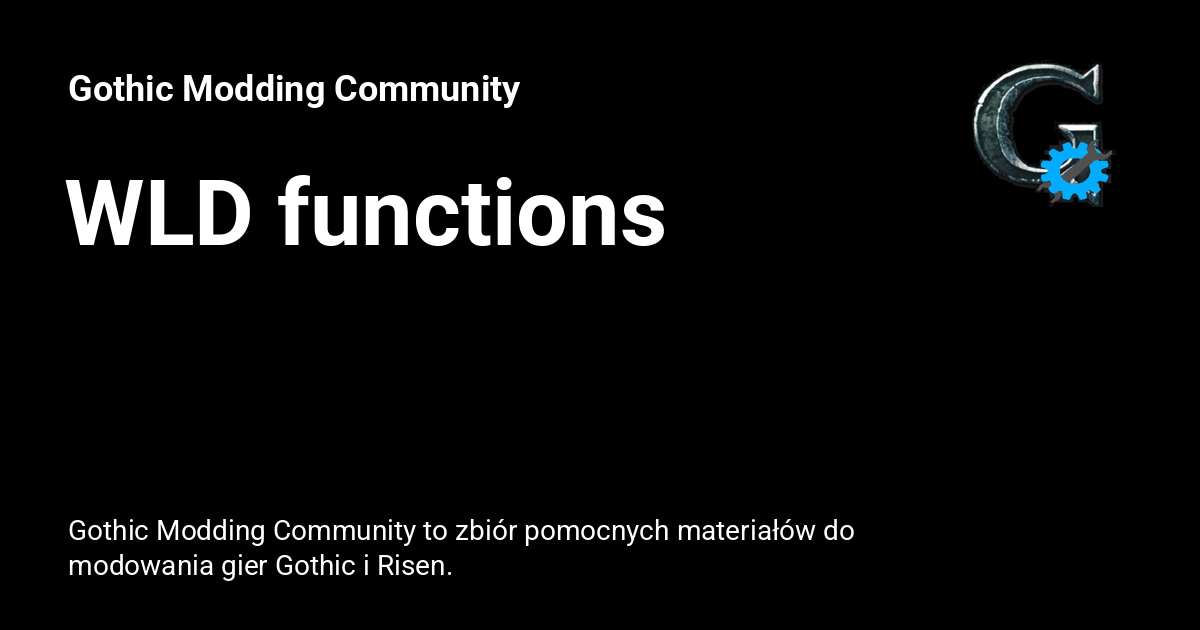 Gothic Modding Community
WLD functions
Gothic Modding Community to zbiór pomocnych materiałów do
modowania gier Gothic i Risen.